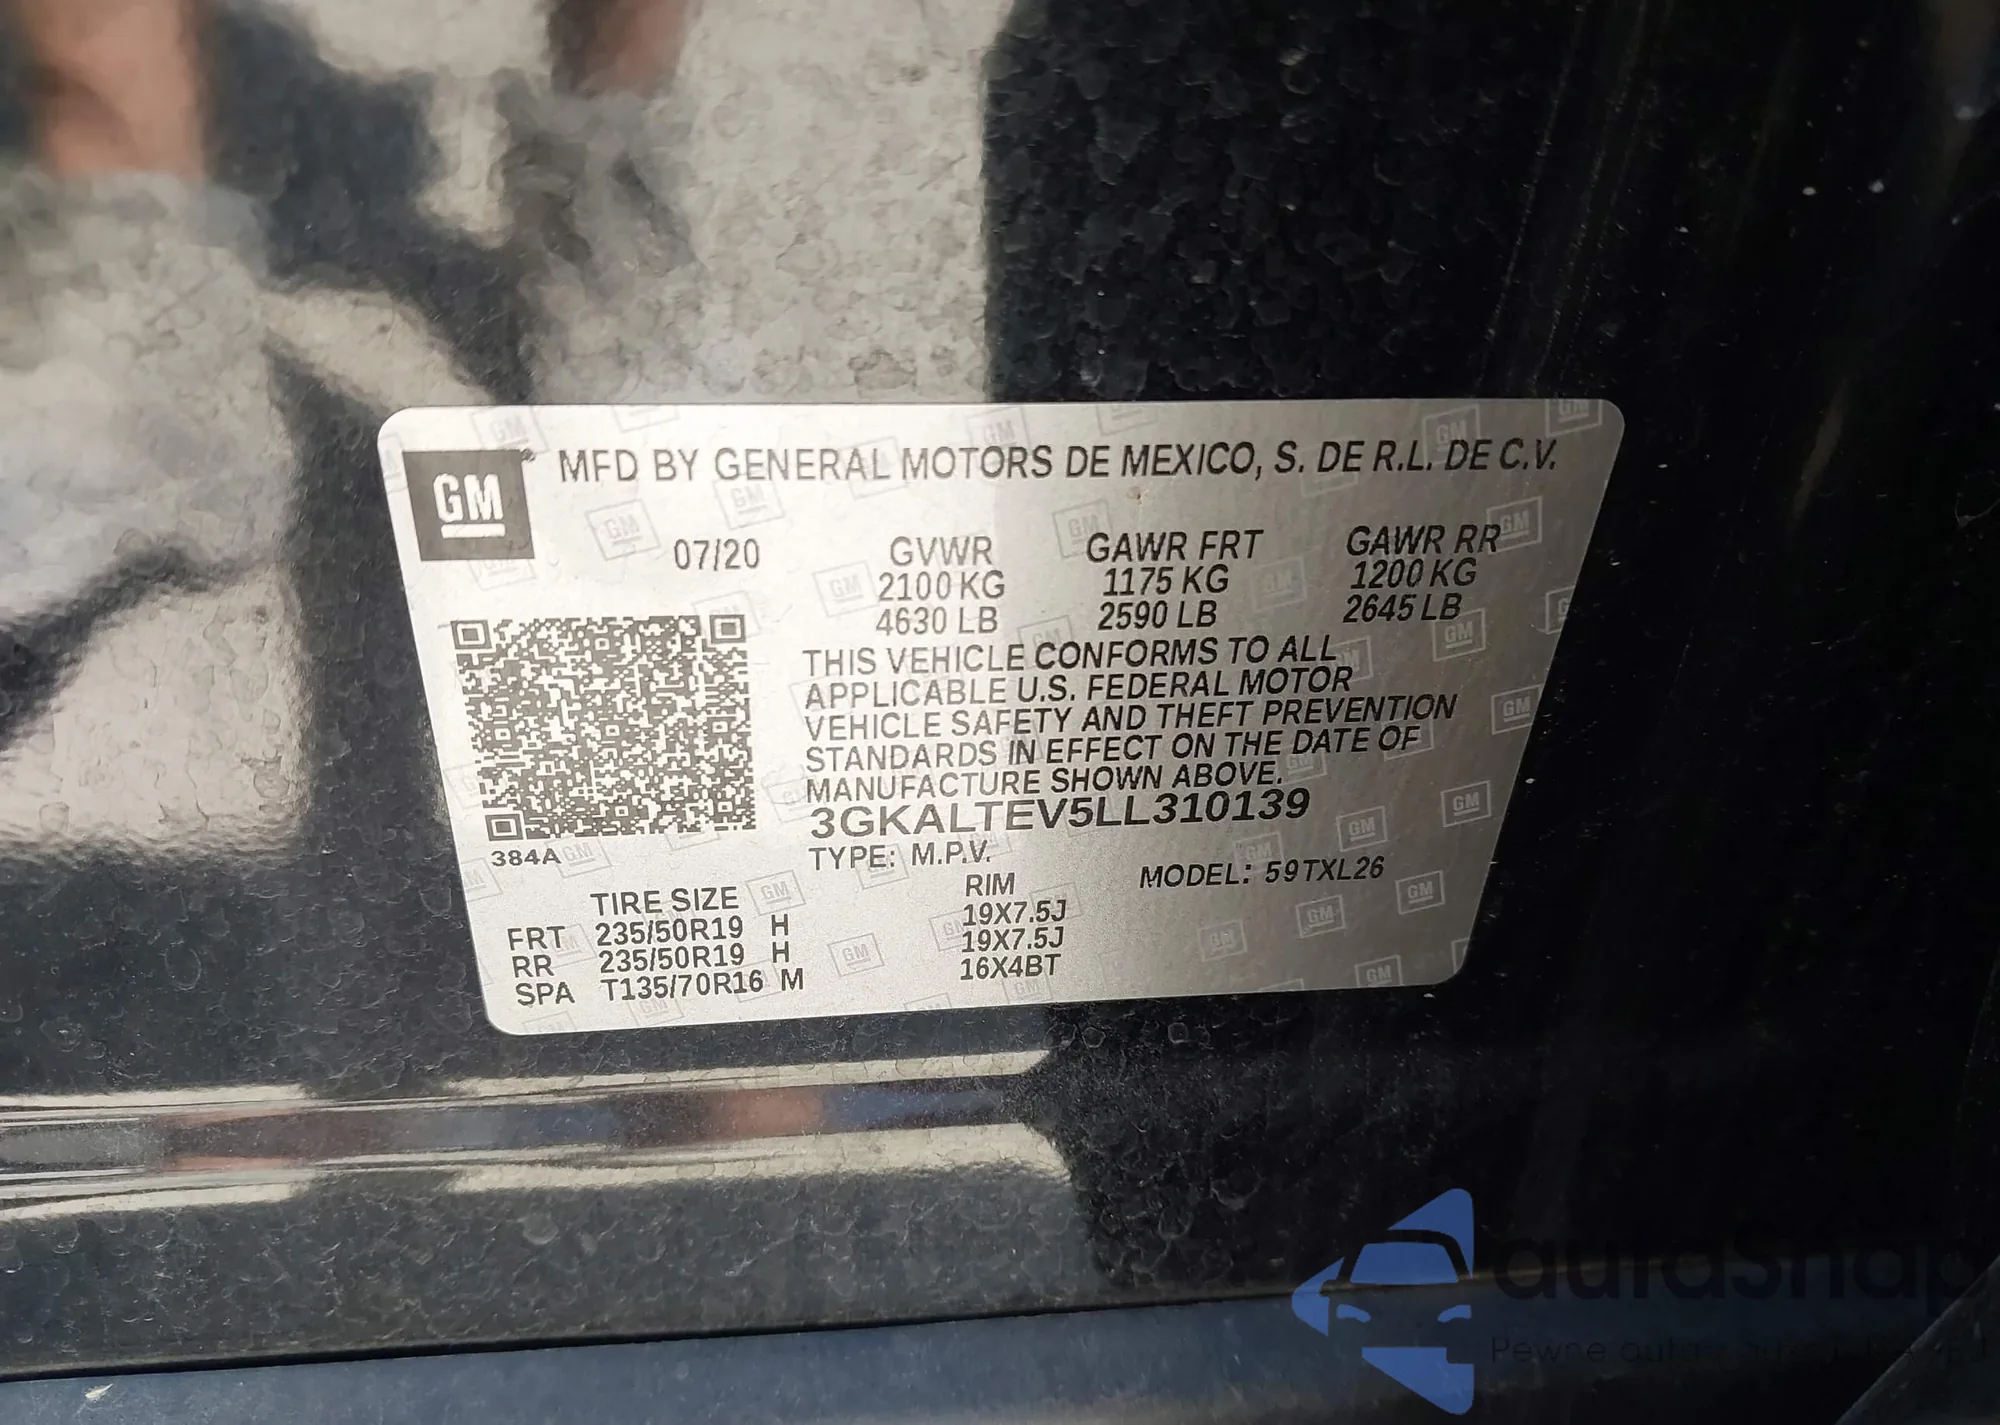 GM MFD BY GENERAL MOTORS DE MEXICO, S. DE R.L. DE C.V.
07/20 GVWR GAWR FRT GAWR RR
2100 KG 1175 KG 1200 KG
4630 LB 2590 LB 2645 LB
THIS VEHICLE CONFORMS TO ALL
APPLICABLE U.S. FEDERAL MOTOR
VEHICLE SAFETY AND THEFT PREVENTION
STANDARDS IN EFFECT ON THE DATE OF
MANUFACTURE SHOWN ABOVE.
3GKALTEV5LL310139
384A TYPE: M.P.V. MODEL: 59TXL26
TIRE SIZE RIM
FRT 235/50R19 H 19X7.5J
RR 235/50R19 H 19X7.5J
SPA T135/70R16 M 16X4BT
aurasnap
Pewne auta